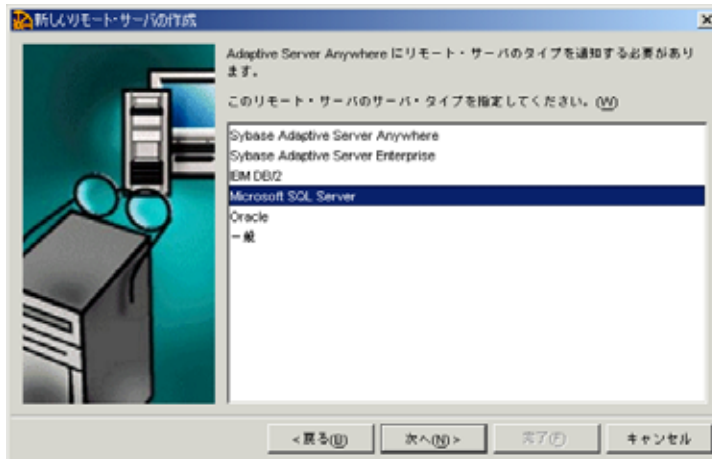 新しいリモート・サーバの作成
Adaptive Server Anywhere にリモート・サーバのタイプを通知する必要があり
ます。
このリモート・サーバのサーバ・タイプを指定してください。(W)
Sybase Adaptive Server Anywhere
Sybase Adaptive Server Enterprise
IBM DB/2
Microsoft SQL Server
Oracle
一般
<戻る(B)
次へ(N)>
完了(F)
キャンセル